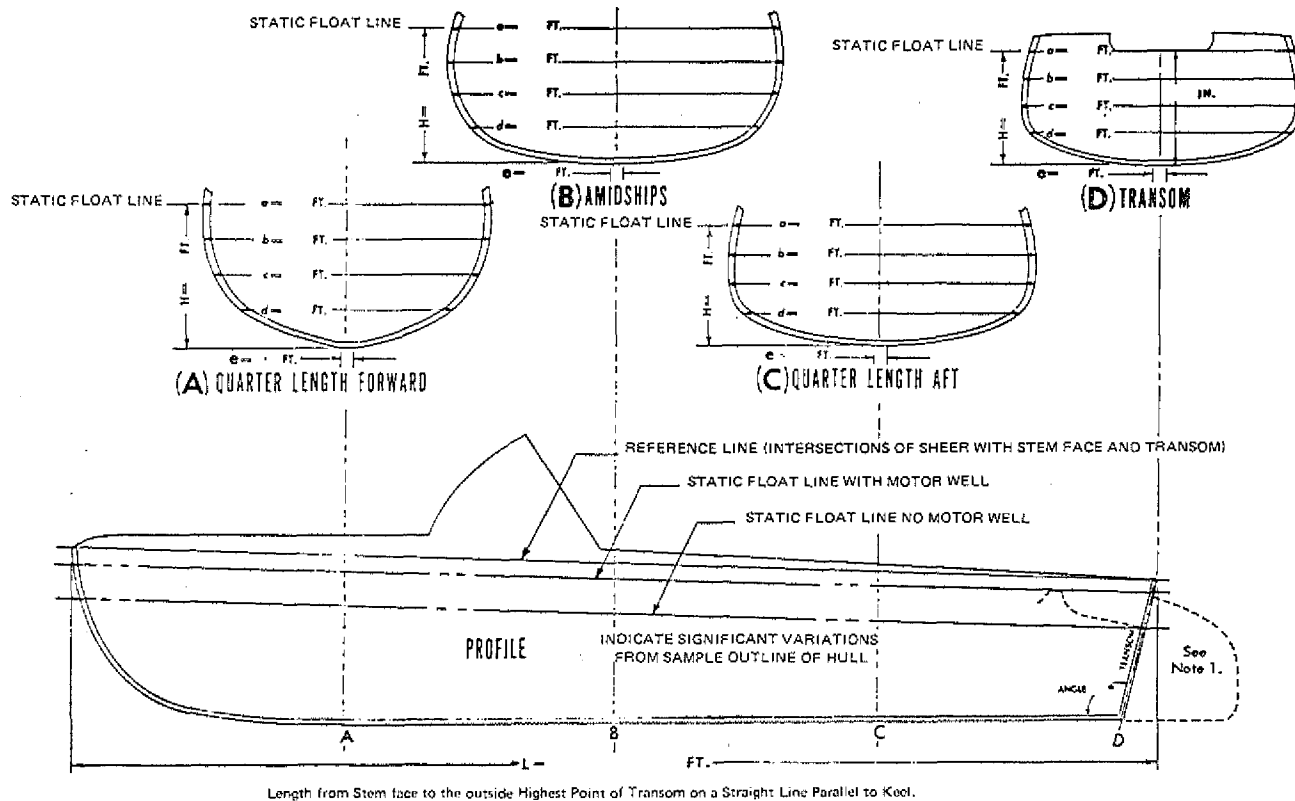 STATIC FLOAT LINE
a= FT.
b= FT.
c= FT.
d= FT.
H= FT.
e= FT.
(B) AMIDSHIPS
STATIC FLOAT LINE
a= FT.
b= FT.
c= FT.
d= FT.
H= FT.
IN.
e= FT.
(D) TRANSOM
STATIC FLOAT LINE
a= FT.
b= FT.
c= FT.
d= FT.
H= FT.
e= FT.
(A) QUARTER LENGTH FORWARD
STATIC FLOAT LINE
a= FT.
b= FT.
c= FT.
d= FT.
H= FT.
e= FT.
(C) QUARTER LENGTH AFT
REFERENCE LINE (INTERSECTIONS OF SHEER WITH STEM FACE AND TRANSOM)
STATIC FLOAT LINE WITH MOTOR WELL
STATIC FLOAT LINE NO MOTOR WELL
PROFILE
INDICATE SIGNIFICANT VARIATIONS
FROM SAMPLE OUTLINE OF HULL
TRANSOM
ANGLE
See
Note 1.
A
B
C
D
L= FT.
Length from Stem face to the outside Highest Point of Transom on a Straight Line Parallel to Keel.